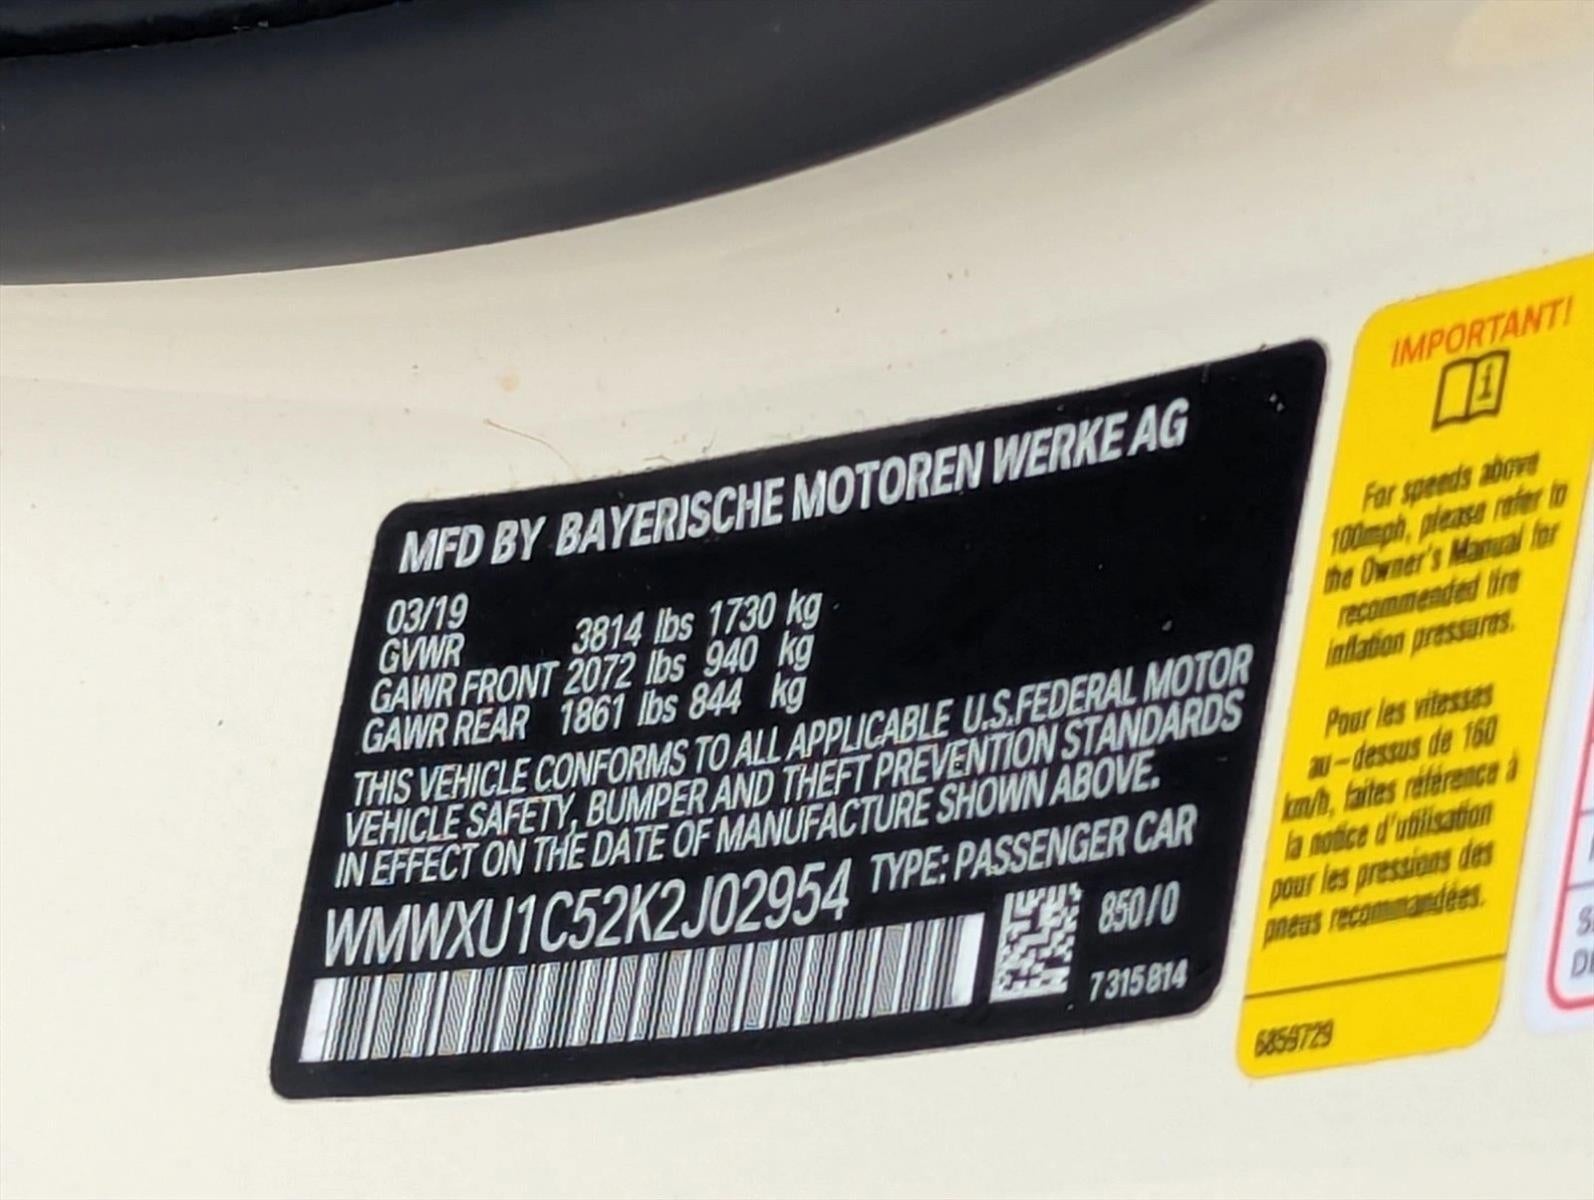 MFD BY BAYERISCHE MOTOREN WERKE AG
03/19
GVWR 3814 lbs 1730 kg
GAWR FRONT 2072 lbs 940 kg
GAWR REAR 1861 lbs 844 kg
THIS VEHICLE CONFORMS TO ALL APPLICABLE U.S.FEDERAL MOTOR
VEHICLE SAFETY, BUMPER AND THEFT PREVENTION STANDARDS
IN EFFECT ON THE DATE OF MANUFACTURE SHOWN ABOVE.
WMWXU1C52K2J02954 TYPE: PASSENGER CAR
850/0
7315814
IMPORTANT!
i
For speeds above
100mph, please refer to
the Owner's Manual for
recommended tire
inflation pressures.
Pour les vitesses
au-dessus de 160
km/h, faites référence à
la notice d'utilisation
pour les pressions des
pneus recommandées.
6859729